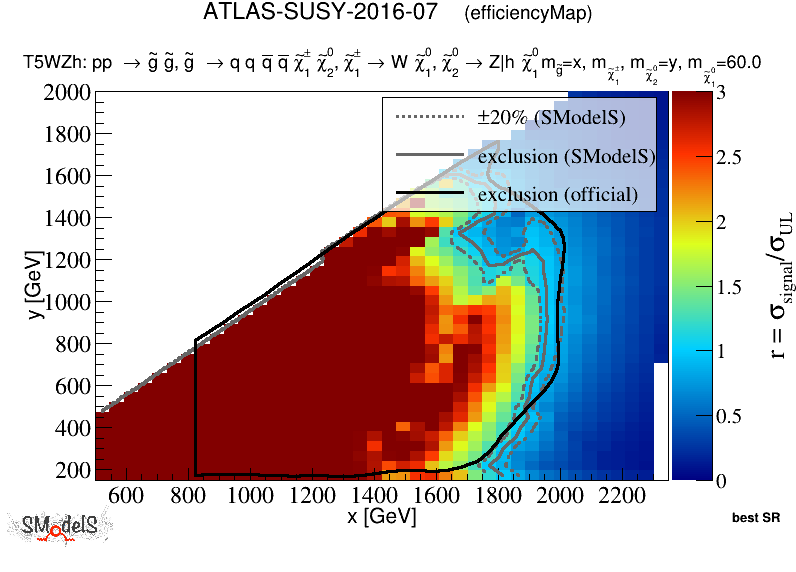 ATLAS-SUSY-2016-07 (efficiencyMap)
T5WZh: pp → g̃ g̃, g̃ → q q q̅ q̅ χ̃₁± χ̃₂⁰, χ̃₁± → W χ̃₁⁰, χ̃₂⁰ → Z|h χ̃₁⁰ m_g̃=x, m_χ̃₁±=y, m_χ̃₂⁰=y, m_χ̃₁⁰=60.0
±20% (SModelS)
exclusion (SModelS)
exclusion (official)
2000
1800
1600
1400
1200
1000
800
600
400
200
y [GeV]
600 800 1000 1200 1400 1600 1800 2000 2200
x [GeV]
3
2.5
2
1.5
1
0.5
0
r = σ_signal/σ_UL
SModelS
best SR